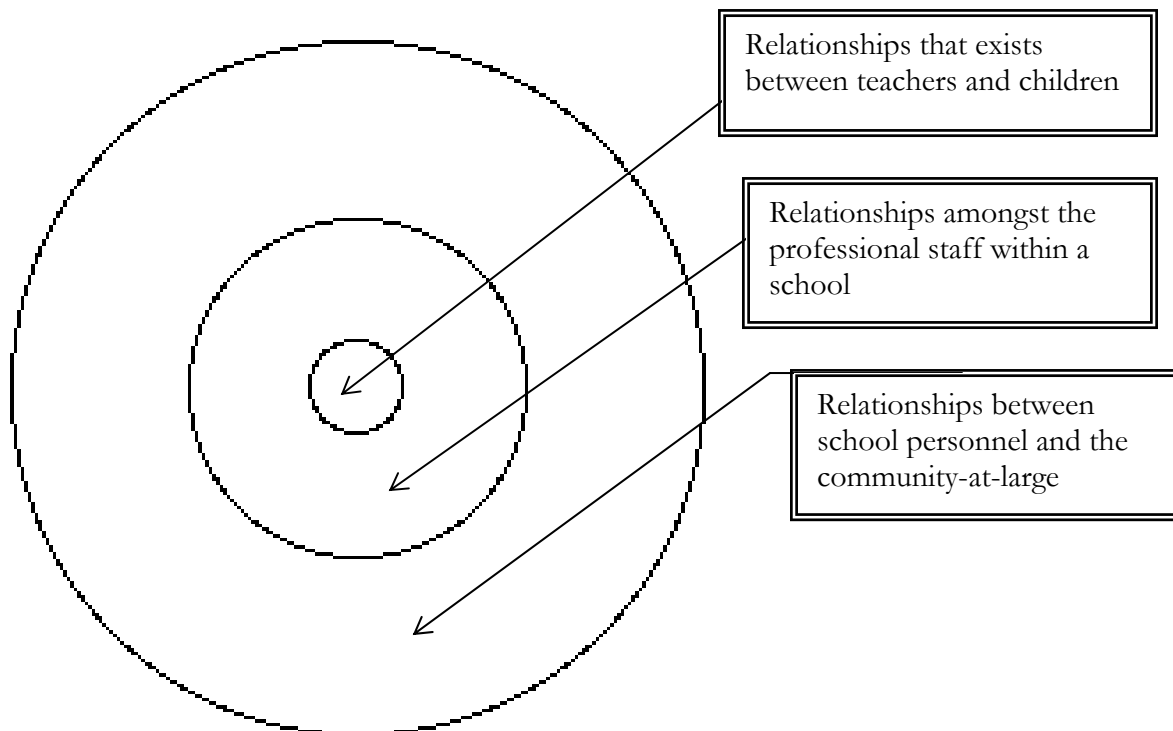 Relationships that exists
between teachers and children
Relationships amongst the
professional staff within a
school
Relationships between
school personnel and the
community-at-large